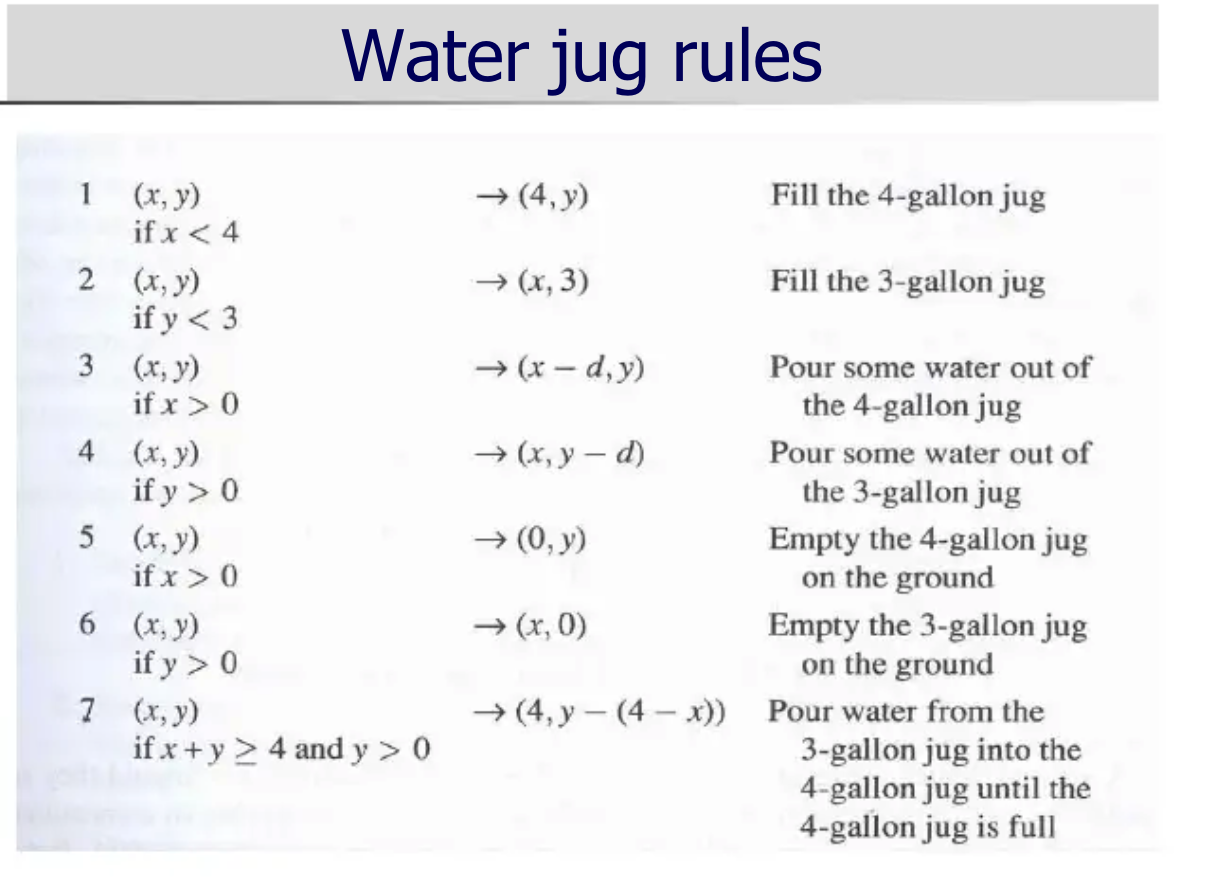 Water jug rules
1 (x, y) → (4, y) Fill the 4-gallon jug
if x < 4
2 (x, y) → (x, 3) Fill the 3-gallon jug
if y < 3
3 (x, y) → (x − d, y) Pour some water out of
if x > 0 the 4-gallon jug
4 (x, y) → (x, y − d) Pour some water out of
if y > 0 the 3-gallon jug
5 (x, y) → (0, y) Empty the 4-gallon jug
if x > 0 on the ground
6 (x, y) → (x, 0) Empty the 3-gallon jug
if y > 0 on the ground
7 (x, y) → (4, y − (4 − x)) Pour water from the
if x + y ≥ 4 and y > 0 3-gallon jug into the
4-gallon jug until the
4-gallon jug is full